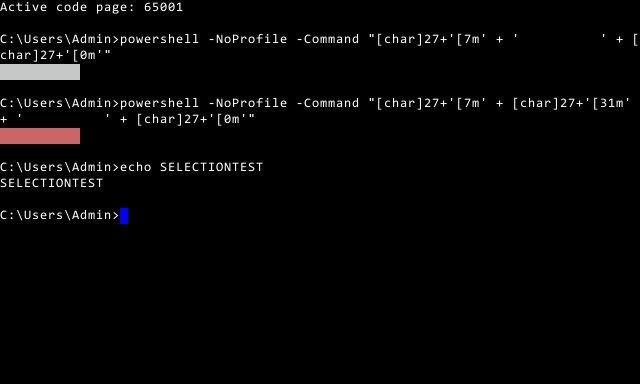 Active code page: 65001
C:\Users\Admin>powershell -NoProfile -Command "[char]27+'[7m' + '          ' + [
char]27+'[0m'"
C:\Users\Admin>powershell -NoProfile -Command "[char]27+'[7m' + [char]27+'[31m'
+ '          ' + [char]27+'[0m'"
C:\Users\Admin>echo SELECTIONTEST
SELECTIONTEST
C:\Users\Admin>